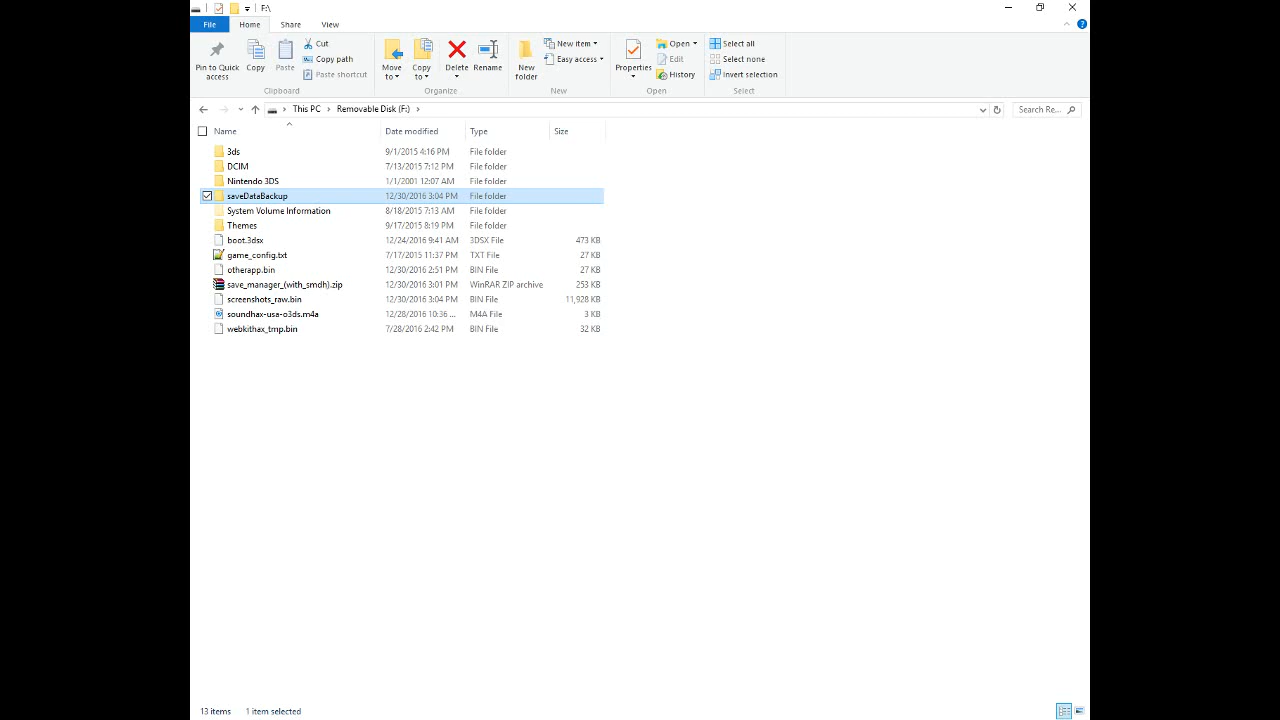 F:\
File Home Share View
Pin to Quick access
Copy
Paste
Cut
Copy path
Paste shortcut
Clipboard
Move to
Copy to
Delete
Rename
Organize
New folder
New item
Easy access
New
Properties
Open
Edit
History
Open
Select all
Select none
Invert selection
Select
This PC > Removable Disk (F:) >
Search Re...
Name Date modified Type Size
3ds 9/1/2015 4:16 PM File folder
DCIM 7/13/2015 7:12 PM File folder
Nintendo 3DS 1/1/2001 12:07 AM File folder
saveDataBackup 12/30/2016 3:04 PM File folder
System Volume Information 8/18/2015 7:13 AM File folder
Themes 9/17/2015 8:19 PM File folder
boot.3dsx 12/24/2016 9:41 AM 3DSX File 473 KB
game_config.txt 7/17/2015 11:37 PM TXT File 27 KB
otherapp.bin 12/30/2016 2:51 PM BIN File 27 KB
save_manager_(with_smdh).zip 12/30/2016 3:01 PM WinRAR ZIP archive 253 KB
screenshots_raw.bin 12/30/2016 3:04 PM BIN File 11,928 KB
soundhax-usa-o3ds.m4a 12/28/2016 10:36 ... M4A File 3 KB
webkithax_tmp.bin 7/28/2016 2:42 PM BIN File 32 KB
13 items 1 item selected